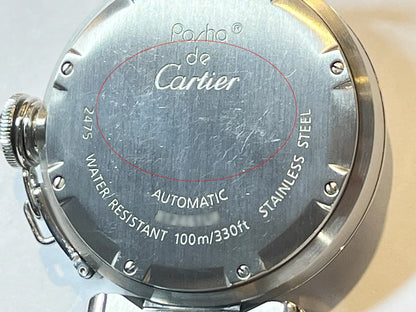 Pasha®
de
Cartier
2475
AUTOMATIC
WATER/RESISTANT 100m/330ft
STAINLESS STEEL